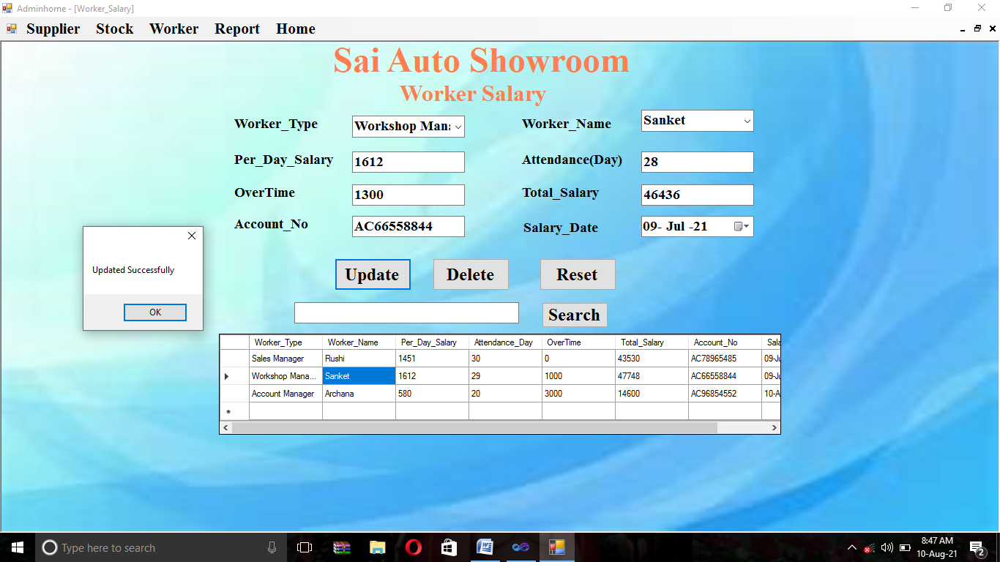 Adminhome - [Worker_Salary]
Supplier Stock Worker Report Home
Sai Auto Showroom
Worker Salary
Worker_Type Workshop Man Worker_Name Sanket
Per_Day_Salary 1612 Attendance(Day) 28
OverTime 1300 Total_Salary 46436
Account_No AC66558844 Salary_Date 09- Jul -21
Updated Successfully
OK
Update Delete Reset
Search
Worker_Type Worker_Name Per_Day_Salary Attendance_Day OverTime Total_Salary Account_No Sala
Sales Manager Rushi 1451 30 0 43530 AC78965485 09-Ju
Workshop Mana... Sanket 1612 29 1000 47748 AC66558844 09-Ju
Account Manager Archana 580 20 3000 14600 AC96854552 10-A
Type here to search
8:47 AM
10-Aug-21
2